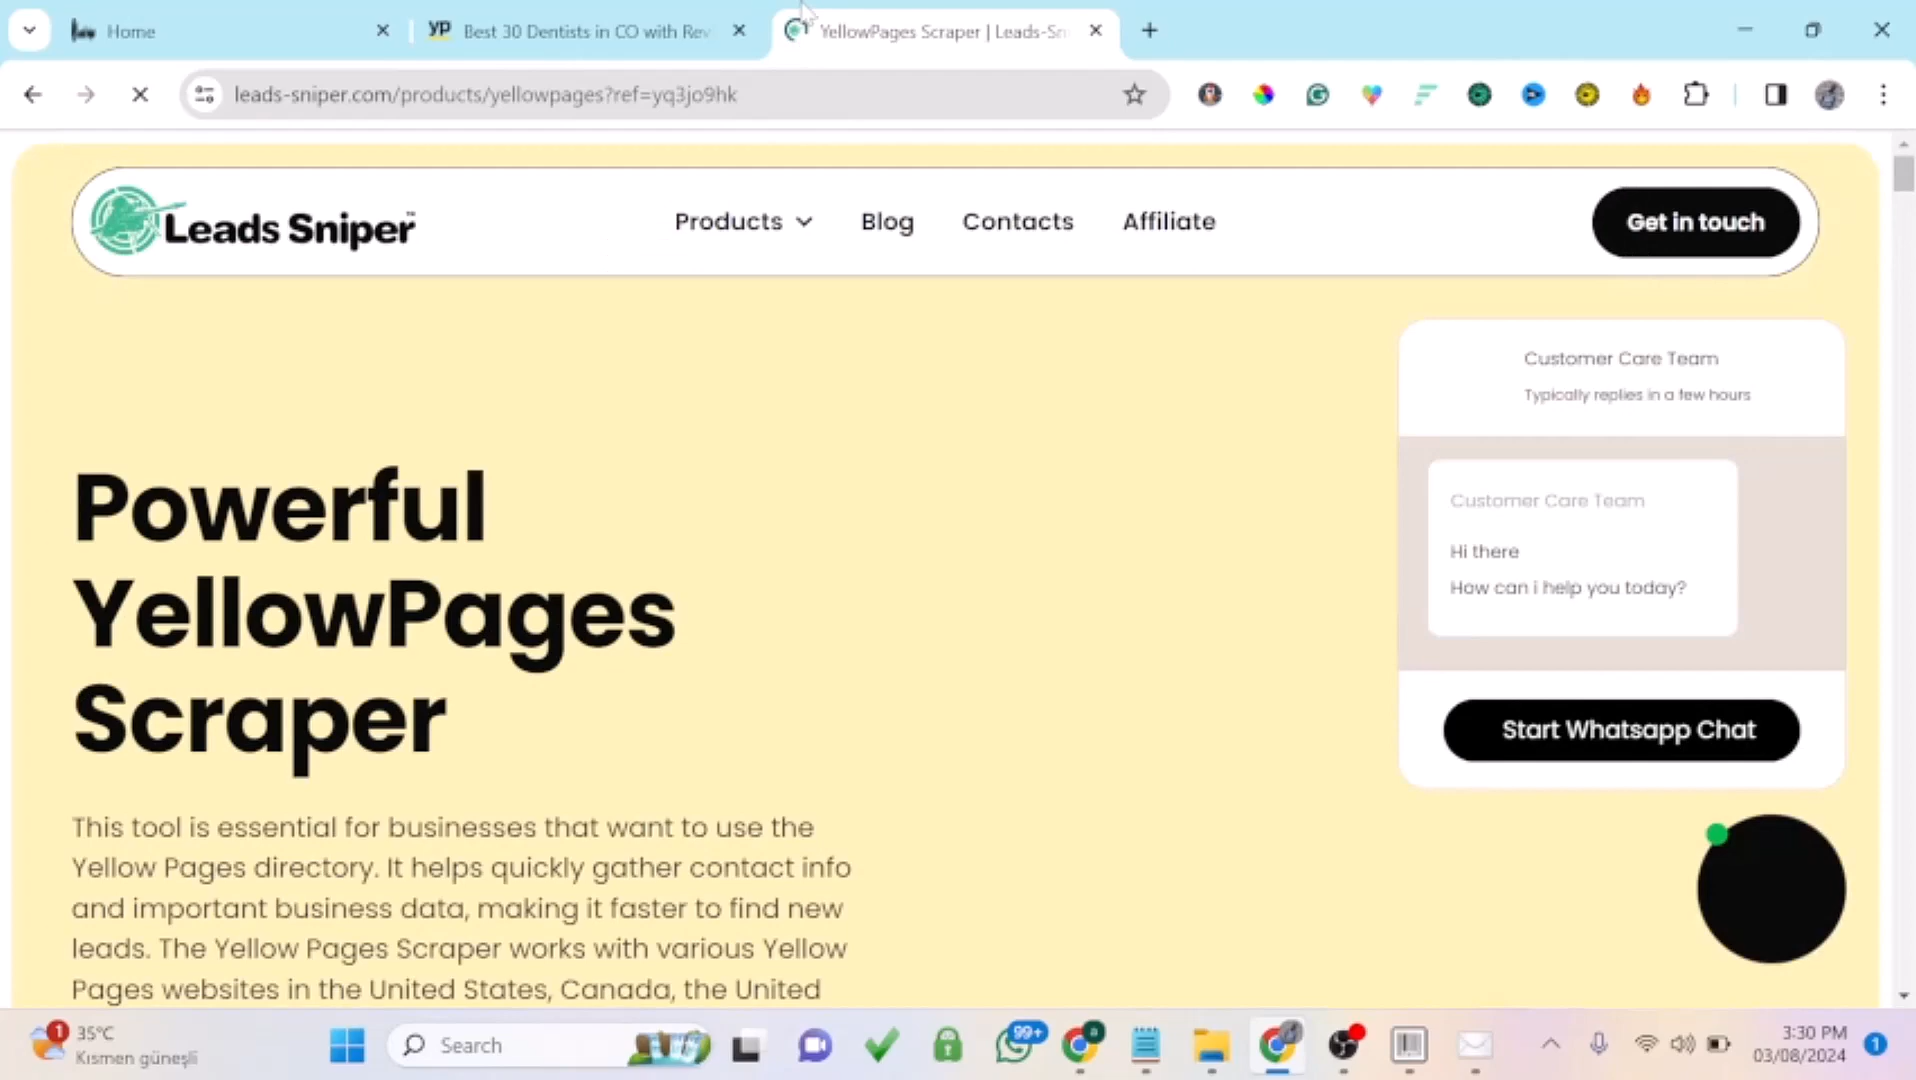 Home
YP Best 30 Dentists in CO with Rev
YellowPages Scraper | Leads-Sn
leads-sniper.com/products/yellowpages?ref=yq3jo9hk
Leads Sniper™
Products
Blog
Contacts
Affiliate
Get in touch
Customer Care Team
Typically replies in a few hours
Customer Care Team
Hi there
How can i help you today?
Start Whatsapp Chat
Powerful
YellowPages
Scraper
This tool is essential for businesses that want to use the
Yellow Pages directory. It helps quickly gather contact info
and important business data, making it faster to find new
leads. The Yellow Pages Scraper works with various Yellow
Pages websites in the United States, Canada, the United
1
35°C
Kısmen güneşli
Search
99+
a
3:30 PM
03/08/2024
1